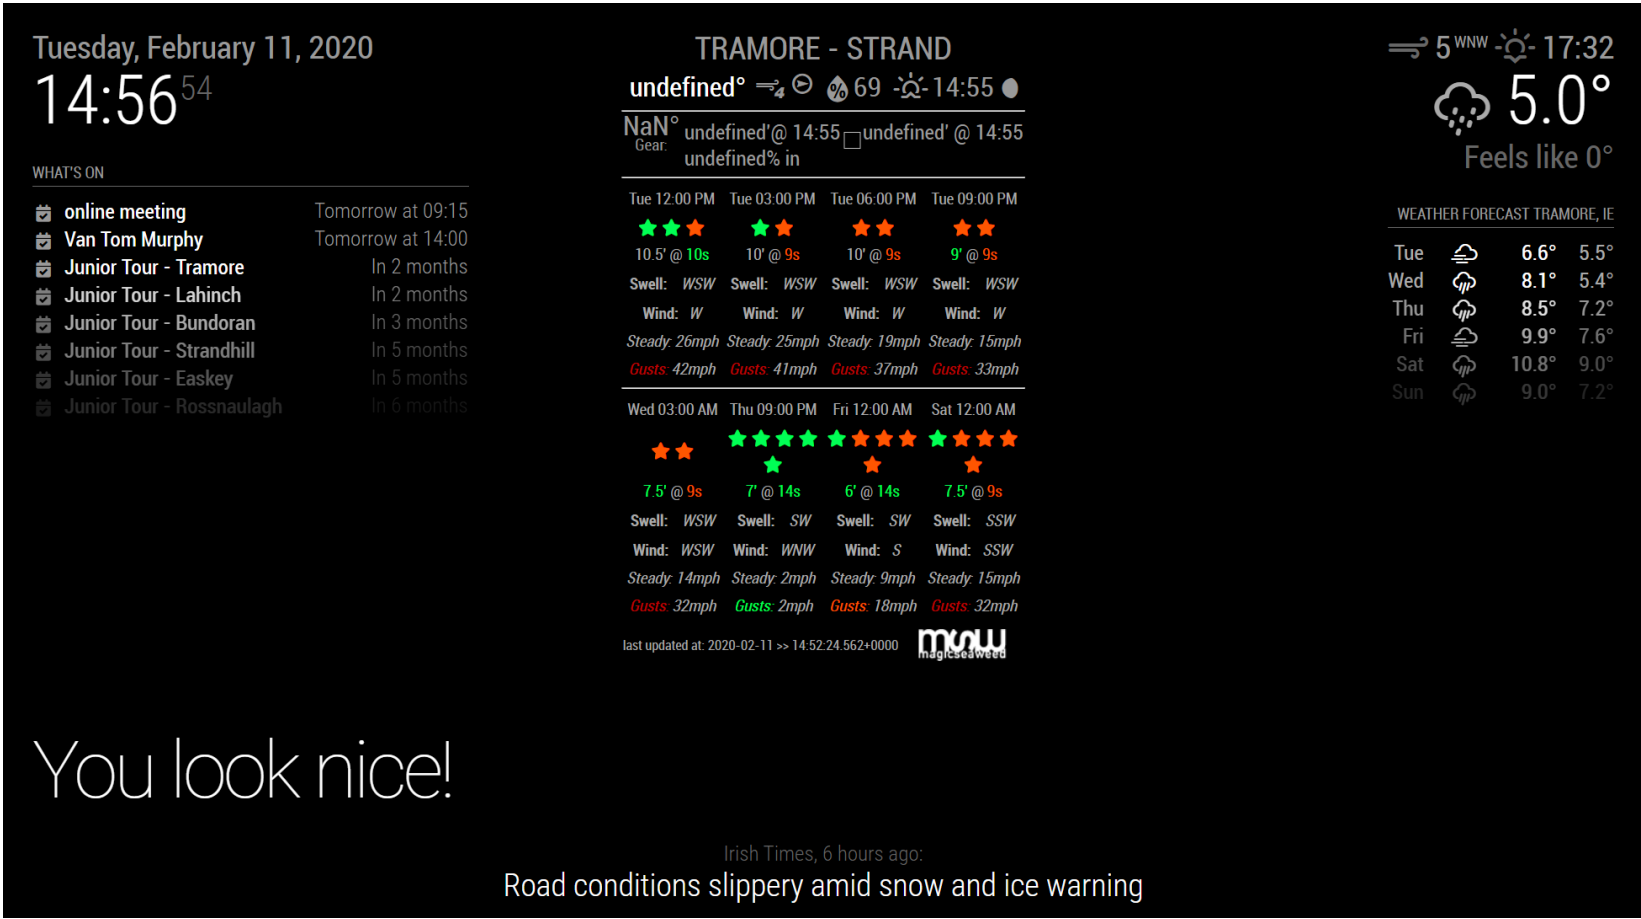 Tuesday, February 11, 2020
14:56 54
WHAT'S ON
online meeting Tomorrow at 09:15
Van Tom Murphy Tomorrow at 14:00
Junior Tour - Tramore In 2 months
Junior Tour - Lahinch In 2 months
Junior Tour - Bundoran In 3 months
Junior Tour - Strandhill In 5 months
Junior Tour - Easkey In 5 months
Junior Tour - Rossnaulagh In 6 months
TRAMORE - STRAND
undefined° 4 % 69 14:55
NaN° undefined'@ 14:55 undefined' @ 14:55
Gear: undefined% in
Tue 12:00 PM Tue 03:00 PM Tue 06:00 PM Tue 09:00 PM
10.5' @ 10s 10' @ 9s 10' @ 9s 9' @ 9s
Swell: WSW Swell: WSW Swell: WSW Swell: WSW
Wind: W Wind: W Wind: W Wind: W
Steady: 26mph Steady: 25mph Steady: 19mph Steady: 15mph
Gusts: 42mph Gusts: 41mph Gusts: 37mph Gusts: 33mph
Wed 03:00 AM Thu 09:00 PM Fri 12:00 AM Sat 12:00 AM
7.5' @ 9s 7' @ 14s 6' @ 14s 7.5' @ 9s
Swell: WSW Swell: SW Swell: SW Swell: SSW
Wind: WSW Wind: WNW Wind: S Wind: SSW
Steady: 14mph Steady: 2mph Steady: 9mph Steady: 15mph
Gusts: 32mph Gusts: 2mph Gusts: 18mph Gusts: 32mph
last updated at: 2020-02-11 >> 14:52:24.562+0000
msw
magicseaweed
5 WNW 17:32
5.0°
Feels like 0°
WEATHER FORECAST TRAMORE, IE
Tue 6.6° 5.5°
Wed 8.1° 5.4°
Thu 8.5° 7.2°
Fri 9.9° 7.6°
Sat 10.8° 9.0°
Sun 9.0° 7.2°
You look nice!
Irish Times, 6 hours ago:
Road conditions slippery amid snow and ice warning